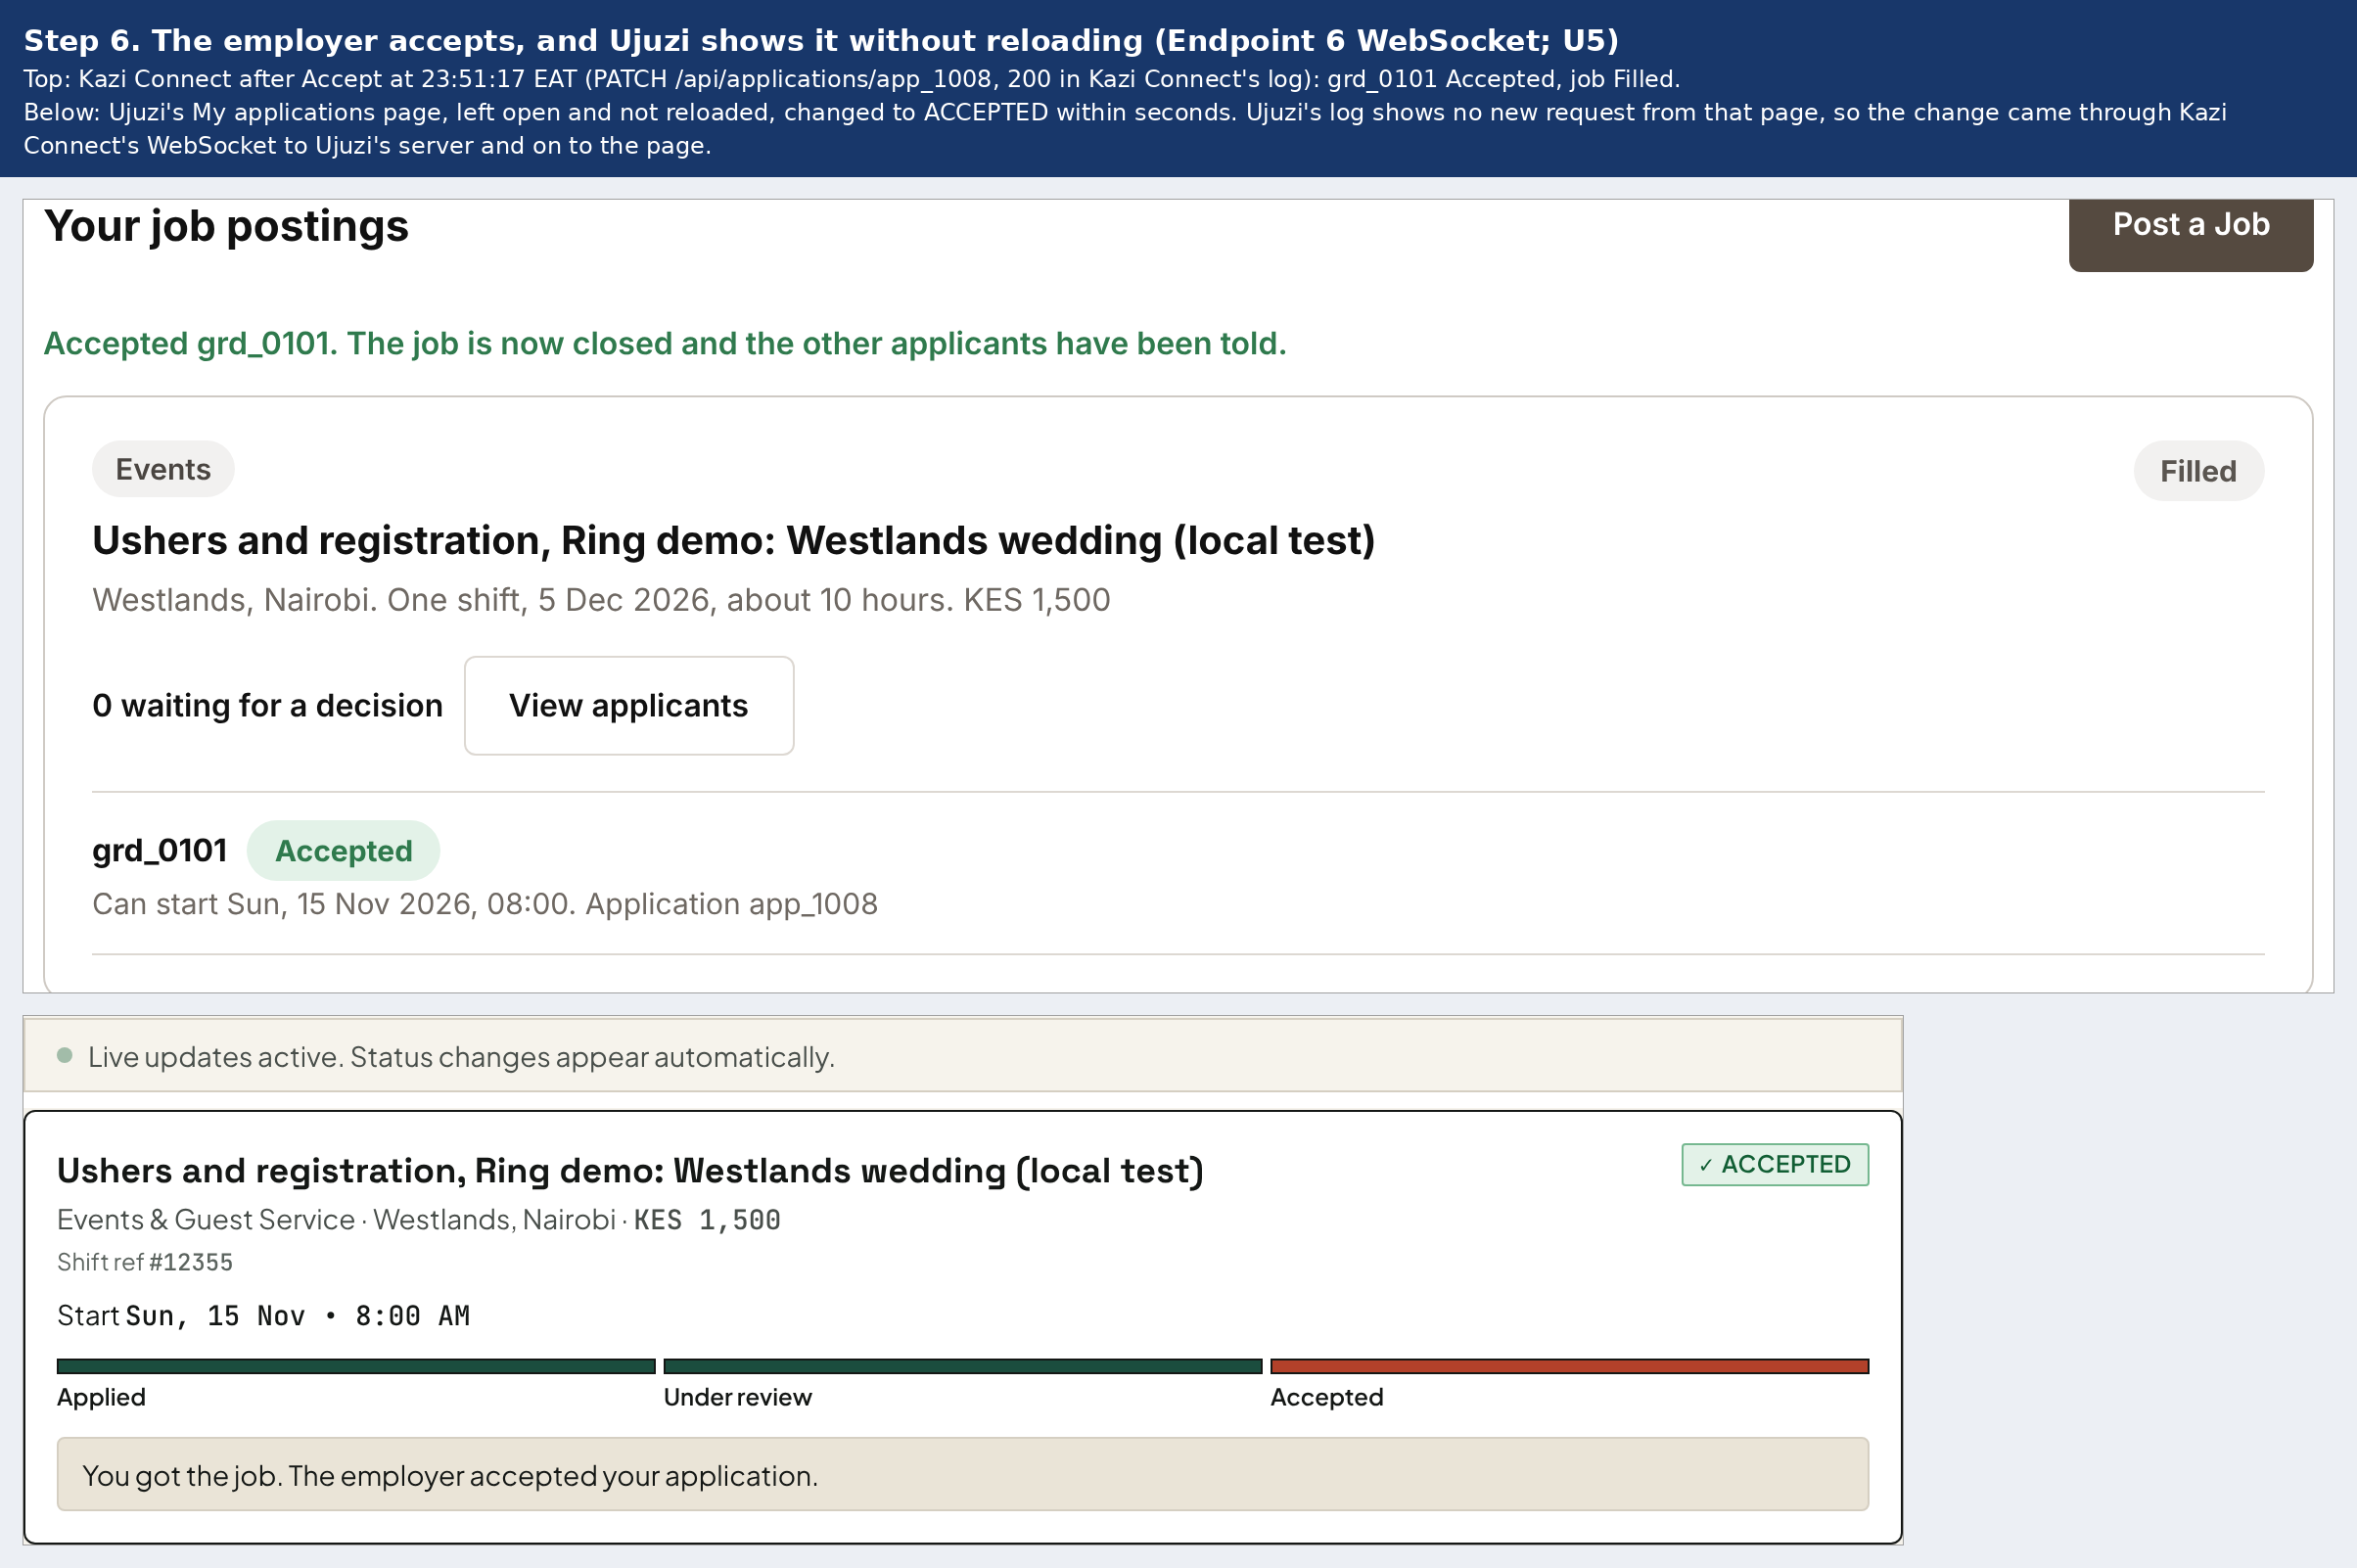 Step 6. The employer accepts, and Ujuzi shows it without reloading (Endpoint 6 WebSocket; U5)
Top: Kazi Connect after Accept at 23:51:17 EAT (PATCH /api/applications/app_1008, 200 in Kazi Connect's log): grd_0101 Accepted, job Filled.
Below: Ujuzi's My applications page, left open and not reloaded, changed to ACCEPTED within seconds. Ujuzi's log shows no new request from that page, so the change came through Kazi
Connect's WebSocket to Ujuzi's server and on to the page.
Your job postings
Post a Job
Accepted grd_0101. The job is now closed and the other applicants have been told.
Events
Filled
Ushers and registration, Ring demo: Westlands wedding (local test)
Westlands, Nairobi. One shift, 5 Dec 2026, about 10 hours. KES 1,500
0 waiting for a decision
View applicants
grd_0101 Accepted
Can start Sun, 15 Nov 2026, 08:00. Application app_1008
Live updates active. Status changes appear automatically.
Ushers and registration, Ring demo: Westlands wedding (local test)
✓ ACCEPTED
Events & Guest Service · Westlands, Nairobi · KES 1,500
Shift ref #12355
Start Sun, 15 Nov • 8:00 AM
Applied
Under review
Accepted
You got the job. The employer accepted your application.